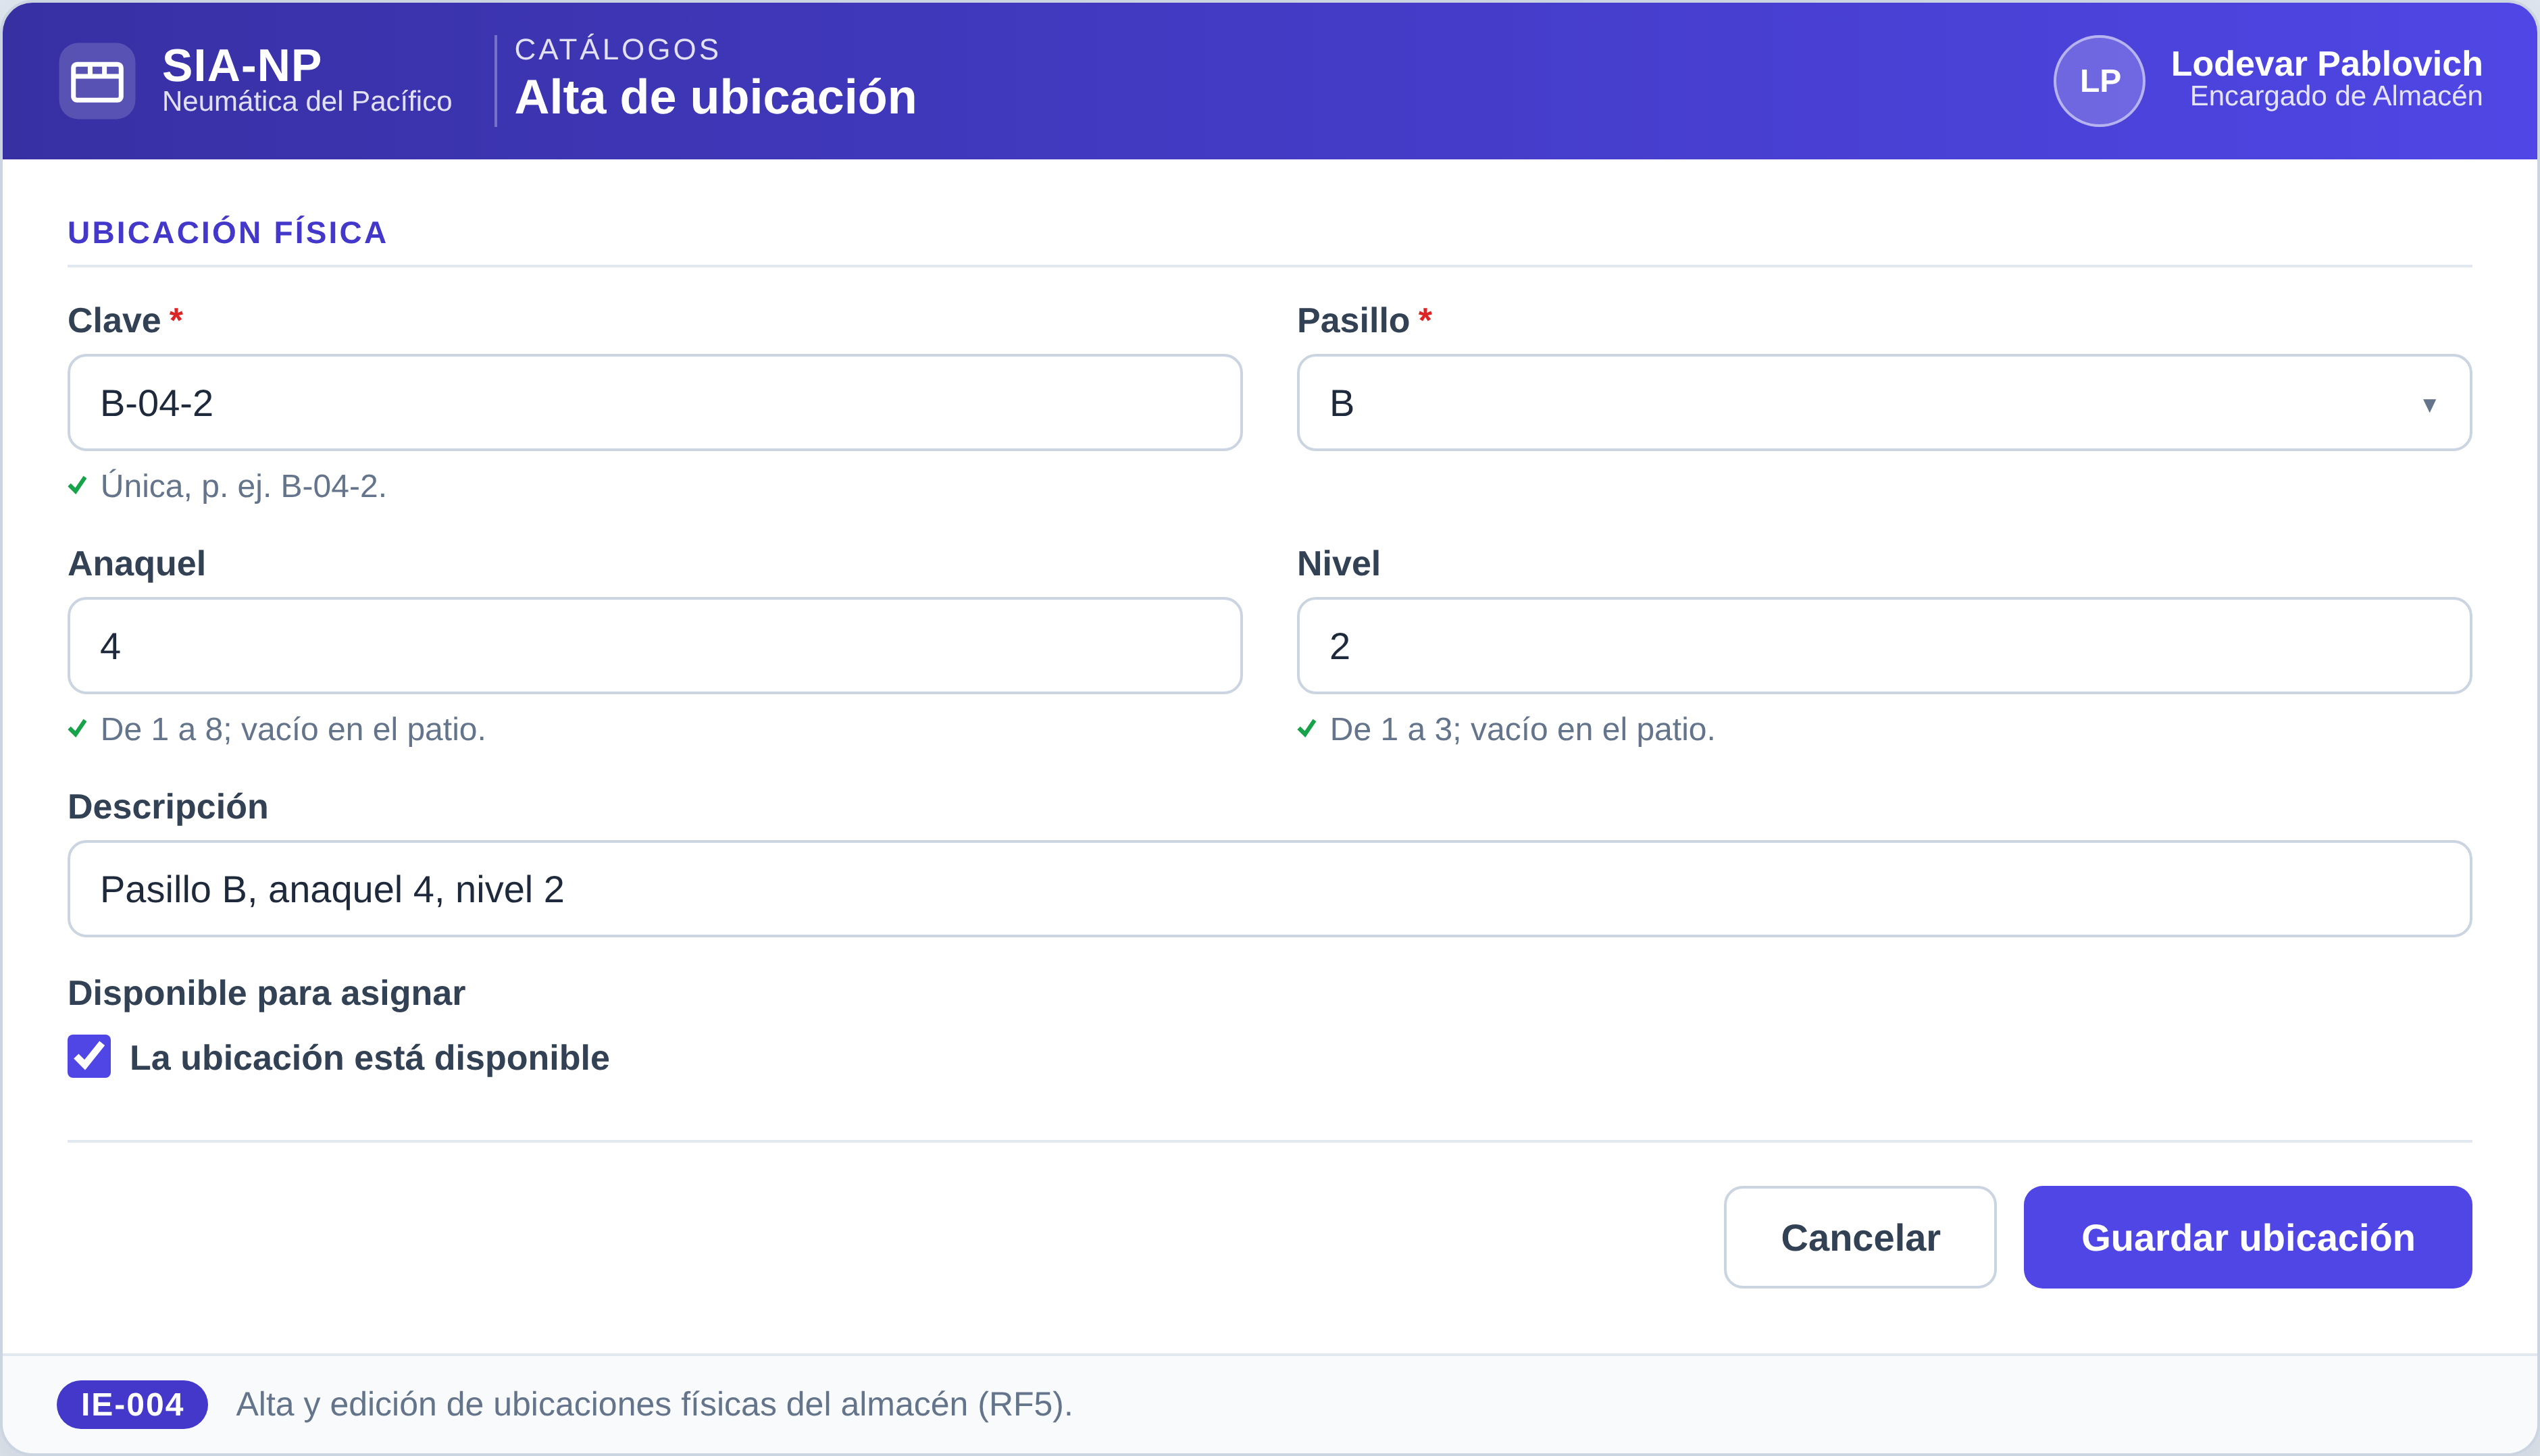 SIA-NP
Neumática del Pacífico
CATÁLOGOS
Alta de ubicación
LP
Lodevar Pablovich
Encargado de Almacén
UBICACIÓN FÍSICA
Clave *
Pasillo *
B-04-2
B
Única, p. ej. B-04-2.
Anaquel
Nivel
4
2
De 1 a 8; vacío en el patio.
De 1 a 3; vacío en el patio.
Descripción
Pasillo B, anaquel 4, nivel 2
Disponible para asignar
La ubicación está disponible
Cancelar
Guardar ubicación
IE-004
Alta y edición de ubicaciones físicas del almacén (RF5).